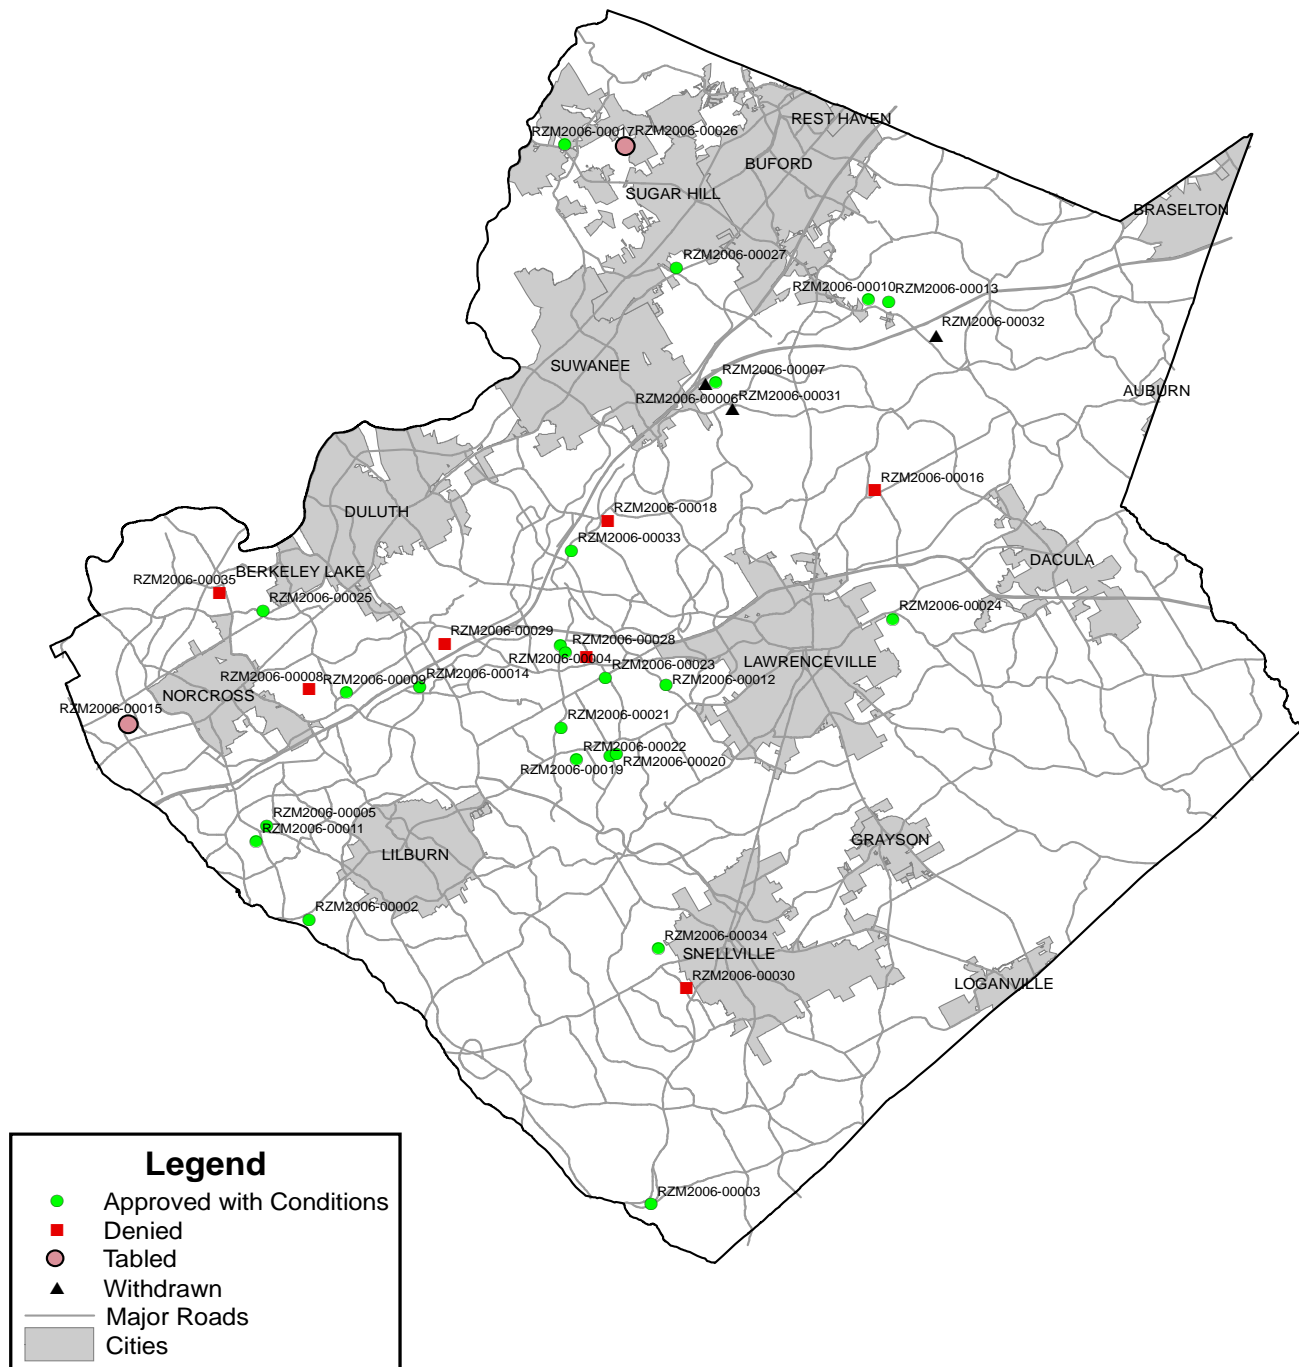 REST HAVEN
RZM2006-00017
RZM2006-00026
BUFORD
SUGAR HILL
BRASELTON
RZM2006-00027
RZM2006-00010
RZM2006-00013
RZM2006-00032
SUWANEE
RZM2006-00007
RZM2006-00006
RZM2006-00031
AUBURN
RZM2006-00016
RZM2006-00018
DULUTH
RZM2006-00033
DACULA
BERKELEY LAKE
RZM2006-00035
RZM2006-00025
RZM2006-00024
RZM2006-00029
RZM2006-00028
RZM2006-00004
RZM2006-00023
LAWRENCEVILLE
RZM2006-00008
RZM2006-00009
RZM2006-00014
RZM2006-00012
NORCROSS
RZM2006-00015
RZM2006-00021
RZM2006-00022
RZM2006-00019
RZM2006-00020
RZM2006-00005
RZM2006-00011
LILBURN
GRAYSON
RZM2006-00002
RZM2006-00034
SNELLVILLE
RZM2006-00030
LOGANVILLE
RZM2006-00003
Legend
Approved with Conditions
Denied
Tabled
Withdrawn
Major Roads
Cities